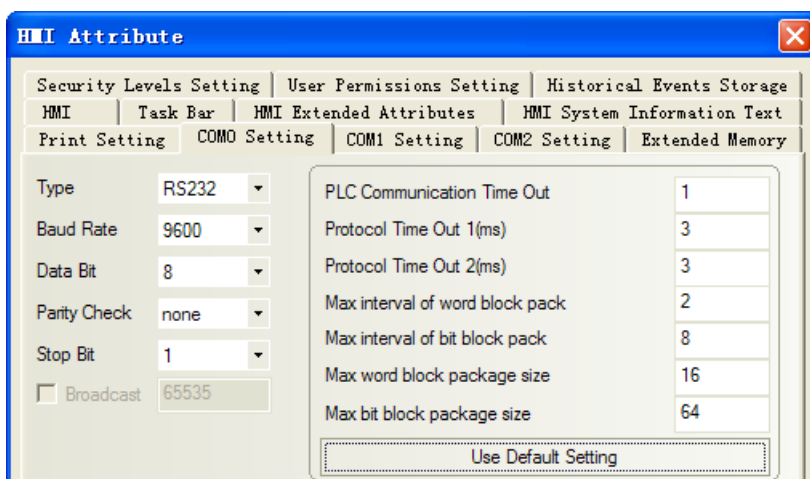 HMI Attribute
Security Levels Setting User Permissions Setting Historical Events Storage
HMI Task Bar HMI Extended Attributes HMI System Information Text
Print Setting COM0 Setting COM1 Setting COM2 Setting Extended Memory
Type RS232
Baud Rate 9600
Data Bit 8
Parity Check none
Stop Bit 1
Broadcast 65535
PLC Communication Time Out 1
Protocol Time Out 1(ms) 3
Protocol Time Out 2(ms) 3
Max interval of word block pack 2
Max interval of bit block pack 8
Max word block package size 16
Max bit block package size 64
Use Default Setting